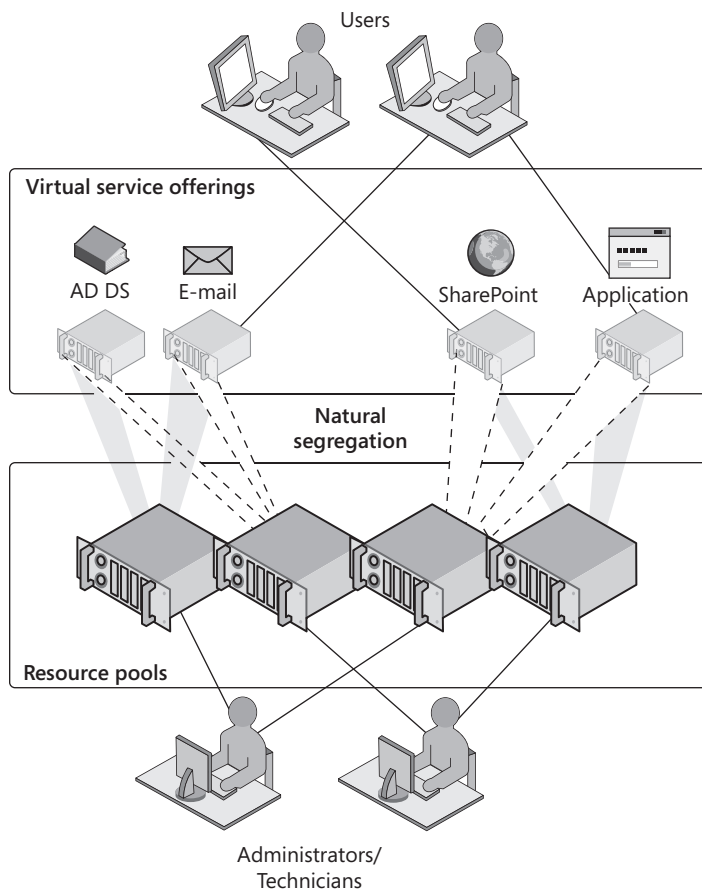 Users
Virtual service offerings
AD DS
E-mail
SharePoint
Application
Natural
segregation
Resource pools
Administrators/
Technicians